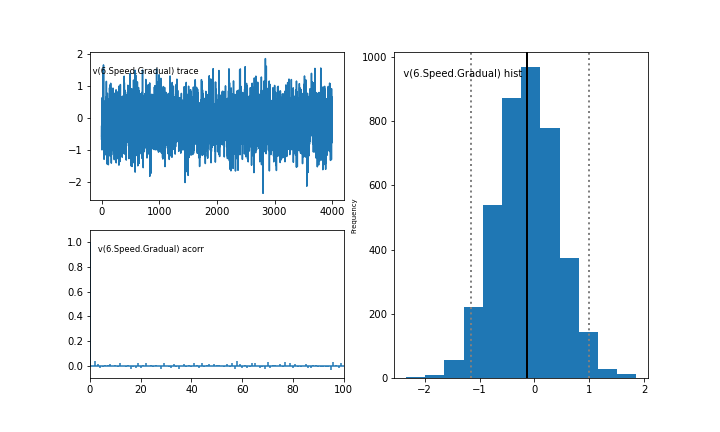 v(6.Speed.Gradual) trace
2
1
0
−1
−2
0 1000 2000 3000 4000
v(6.Speed.Gradual) acorr
1.0
0.8
0.6
0.4
0.2
0.0
0 20 40 60 80 100
v(6.Speed.Gradual) hist
Frequency
1000
800
600
400
200
0
−2 −1 0 1 2